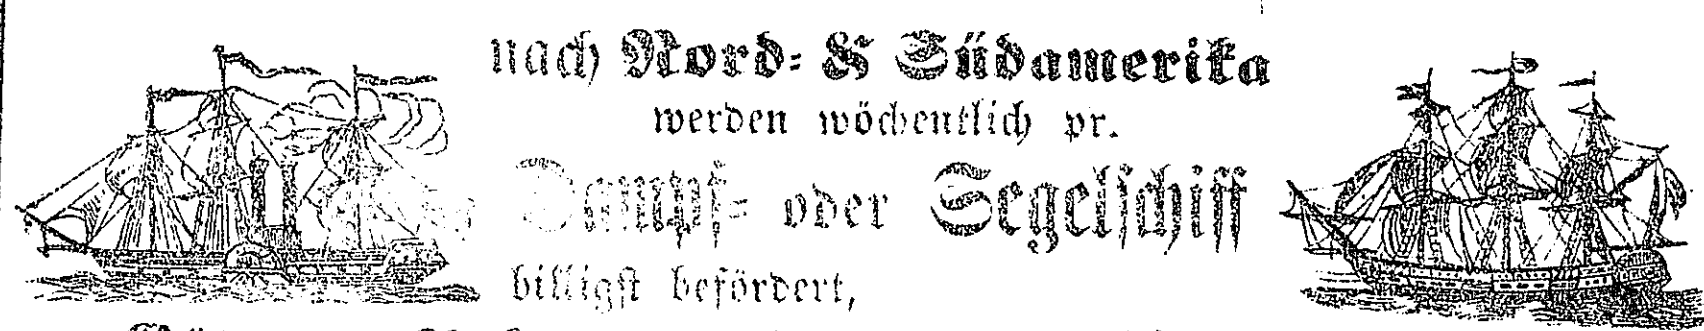 nach Nord- & Südamerika
werden wöchentlich pr.
Dampf- oder Segelschiff
billigst befördert,